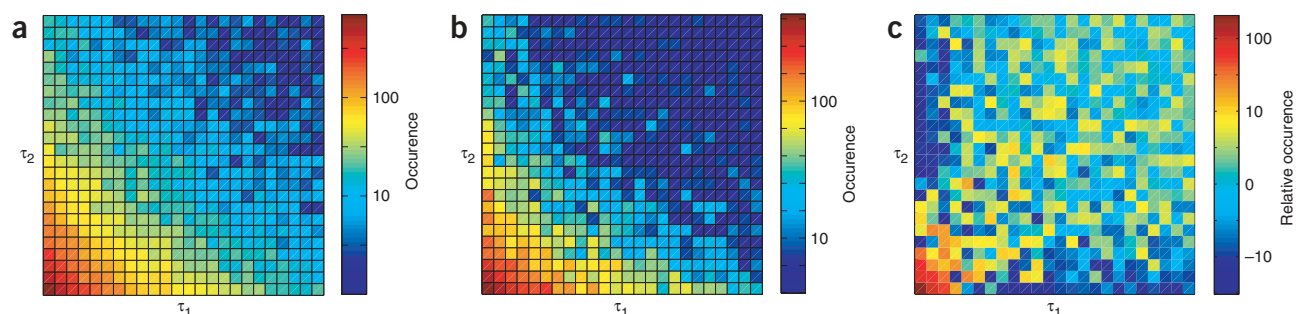 a
100
10
Occurence
τ2
τ1
b
100
10
Occurence
τ2
τ1
c
100
10
0
−10
Relative occurence
τ2
τ1